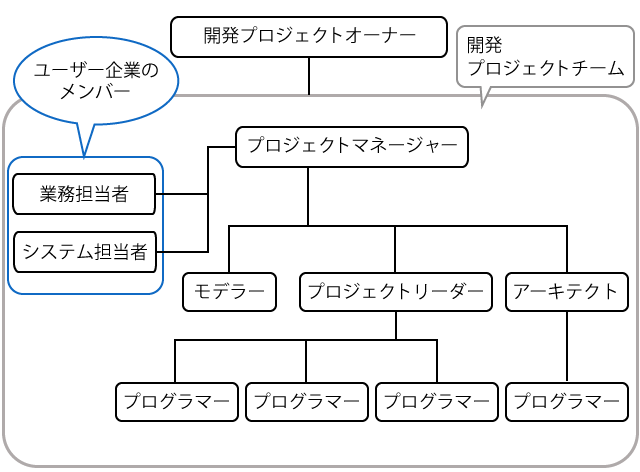 開発プロジェクトオーナー
開発
プロジェクトチーム
ユーザー企業の
メンバー
プロジェクトマネージャー
業務担当者
システム担当者
モデラー
プロジェクトリーダー
アーキテクト
プログラマー
プログラマー
プログラマー
プログラマー